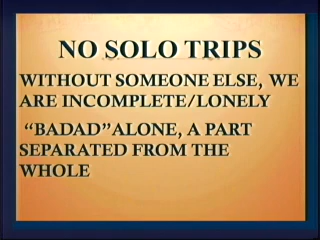 NO SOLO TRIPS
WITHOUT SOMEONE ELSE, WE
ARE INCOMPLETE/LONELY
“BADAD”ALONE, A PART
SEPARATED FROM THE
WHOLE